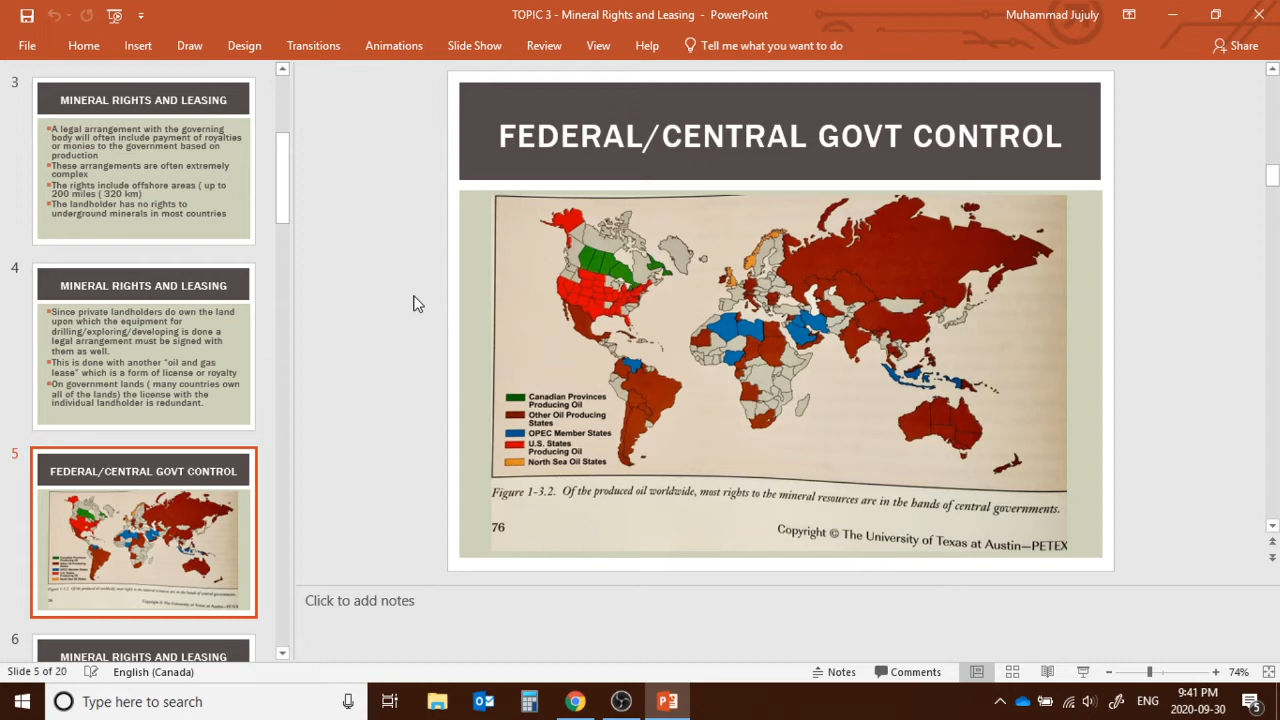 TOPIC 3 - Mineral Rights and Leasing - PowerPoint
Muhammad Jujuly
File
Home
Insert
Draw
Design
Transitions
Animations
Slide Show
Review
View
Help
Tell me what you want to do
Share
3
MINERAL RIGHTS AND LEASING
▪A legal arrangement with the governing
body will often include payment of royalties
or monies to the government based on
production
▪These arrangements are often extremely
complex
▪The rights include offshore areas ( up to
200 miles ( 320 km)
▪The landholder has no rights to
underground minerals in most countries
4
MINERAL RIGHTS AND LEASING
▪Since private landholders do own the land
upon which the equipment for
drilling/exploring/developing is done a
legal arrangement must be signed with
them as well.
▪This is done with another “oil and gas
lease” which is a form of license or royalty
▪On government lands ( many countries own
all of the lands) the license with the
individual landholder is redundant.
5
FEDERAL/CENTRAL GOVT CONTROL
6
MINERAL RIGHTS AND LEASING
FEDERAL/CENTRAL GOVT CONTROL
Canadian Provinces
Producing Oil
Other Oil Producing
States
OPEC Member States
U.S. States
Producing Oil
North Sea Oil States
Figure 1-3.2. Of the produced oil worldwide, most rights to the mineral resources are in the hands of central governments.
76
Copyright © The University of Texas at Austin—PETEX
Click to add notes
Slide 5 of 20
English (Canada)
Notes
Comments
74%
Type here to search
ENG
9:41 PM
2020-09-30
5